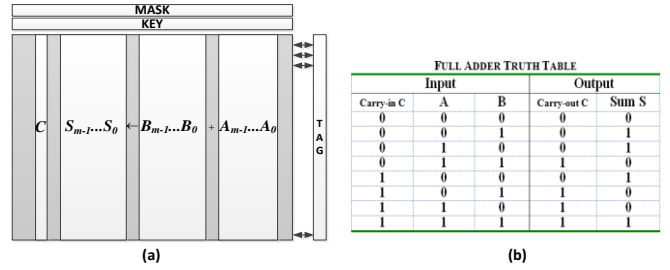 MASK
KEY
C S_{m-1}...S_0 ← B_{m-1}...B_0 + A_{m-1}...A_0
T
A
G
(a)
FULL ADDER TRUTH TABLE
Input Output
Carry-in C A B Carry-out C Sum S
0 0 0 0 0
0 0 1 0 1
0 1 0 0 1
0 1 1 1 0
1 0 0 0 1
1 0 1 1 0
1 1 0 1 0
1 1 1 1 1
(b)